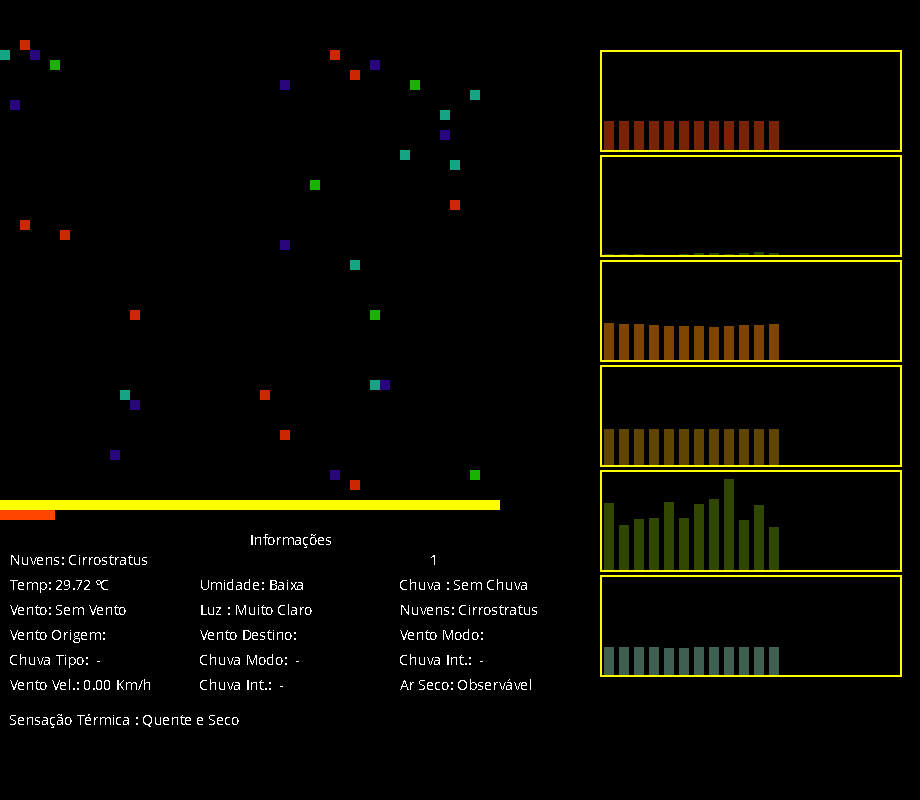 Informações
Nuvens: Cirrostratus 1
Temp: 29.72 ºC Umidade: Baixa Chuva : Sem Chuva
Vento: Sem Vento Luz : Muito Claro Nuvens: Cirrostratus
Vento Origem: Vento Destino: Vento Modo:
Chuva Tipo: - Chuva Modo: - Chuva Int.: -
Vento Vel.: 0.00 Km/h Chuva Int.: - Ar Seco: Observável
Sensação Térmica : Quente e Seco